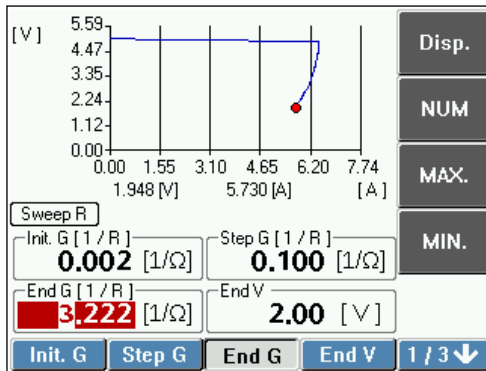 [V]
5.59
4.47
3.35
2.24
1.12
0.00
0.00 1.55 3.10 4.65 6.20 7.74
1.948 [V] 5.730 [A] [A]
Sweep R
Init. G [1/R] Step G [1/R]
0.002 [1/Ω] 0.100 [1/Ω]
End G [1/R] End V
3.222 [1/Ω] 2.00 [V]
Disp.
NUM
MAX.
MIN.
Init. G Step G End G End V 1/3